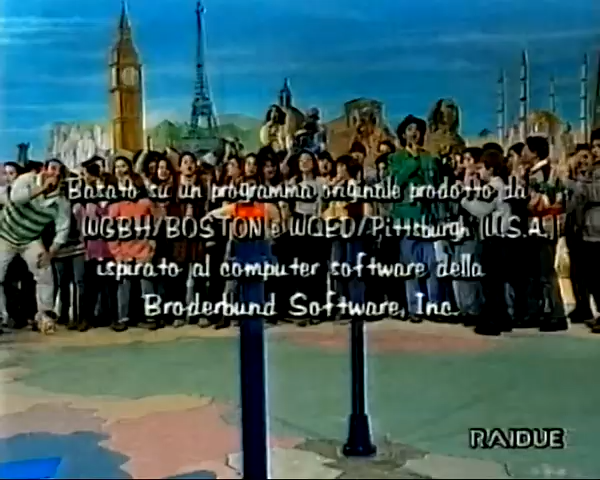 Basato su un programma originale prodotto da
WGBH/BOSTON e WQED/Pittsburgh (U.S.A.)
ispirato al computer software della
Broderbund Software, Inc.
RAIDUE